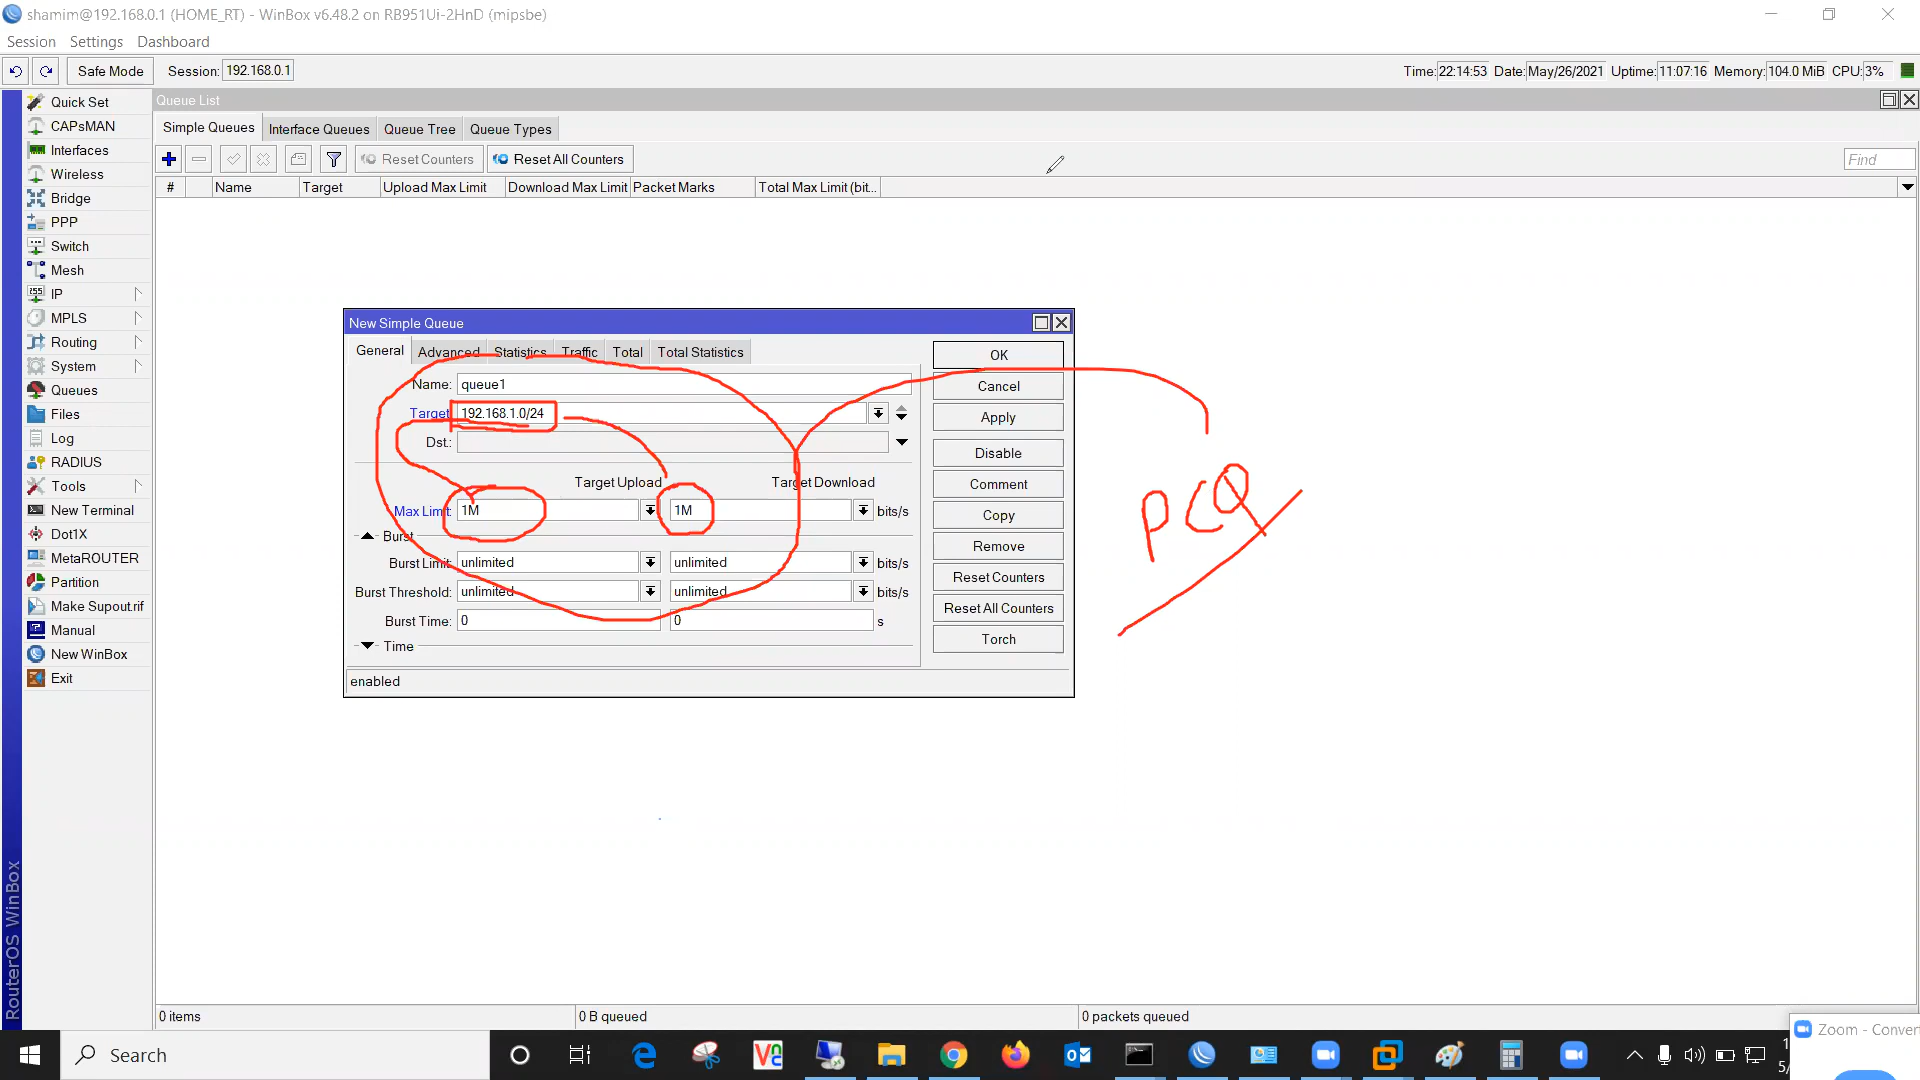 shamim@192.168.0.1 (HOME_RT) - WinBox v6.48.2 on RB951Ui-2HnD (mipsbe)
Session Settings Dashboard
Safe Mode Session: 192.168.0.1 Time: 22:14:53 Date: May/26/2021 Uptime: 11:07:16 Memory: 104.0 MiB CPU: 3%
Quick Set
CAPsMAN
Interfaces
Wireless
Bridge
PPP
Switch
Mesh
IP
MPLS
Routing
System
Queues
Files
Log
RADIUS
Tools
New Terminal
Dot1X
MetaROUTER
Partition
Make Supout.rif
Manual
New WinBox
Exit
RouterOS WinBox
Queue List
Simple Queues Interface Queues Queue Tree Queue Types
Reset Counters Reset All Counters Find
# Name Target Upload Max Limit Download Max Limit Packet Marks Total Max Limit (bit...
New Simple Queue
General Advanced Statistics Traffic Total Total Statistics
Name: queue1
Target: 192.168.1.0/24
Dst.:
Target Upload Target Download
Max Limit: 1M 1M bits/s
Burst
Burst Limit: unlimited unlimited bits/s
Burst Threshold: unlimited unlimited bits/s
Burst Time: 0 0 s
Time
enabled
OK
Cancel
Apply
Disable
Comment
Copy
Remove
Reset Counters
Reset All Counters
Torch
PCQ
0 items 0 B queued 0 packets queued
Search
Zoom - Conver